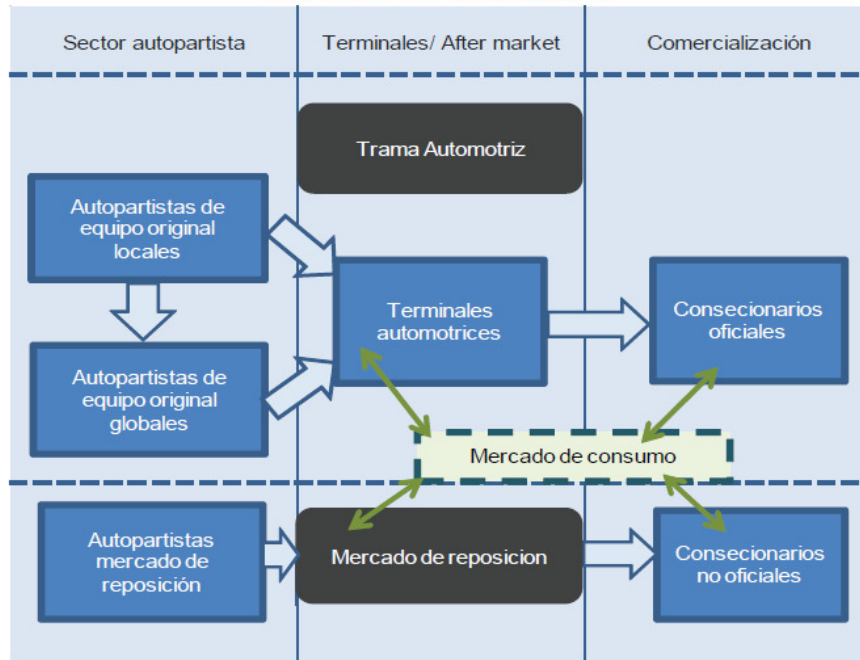 Sector autopartista
Terminales/ After market
Comercialización
Trama Automotriz
Autopartistas de
equipo original
locales
Terminales
automotrices
Consecionarios
oficiales
Autopartistas de
equipo original
globales
Mercado de consumo
Autopartistas
mercado de
reposición
Mercado de reposicion
Consecionarios
no oficiales